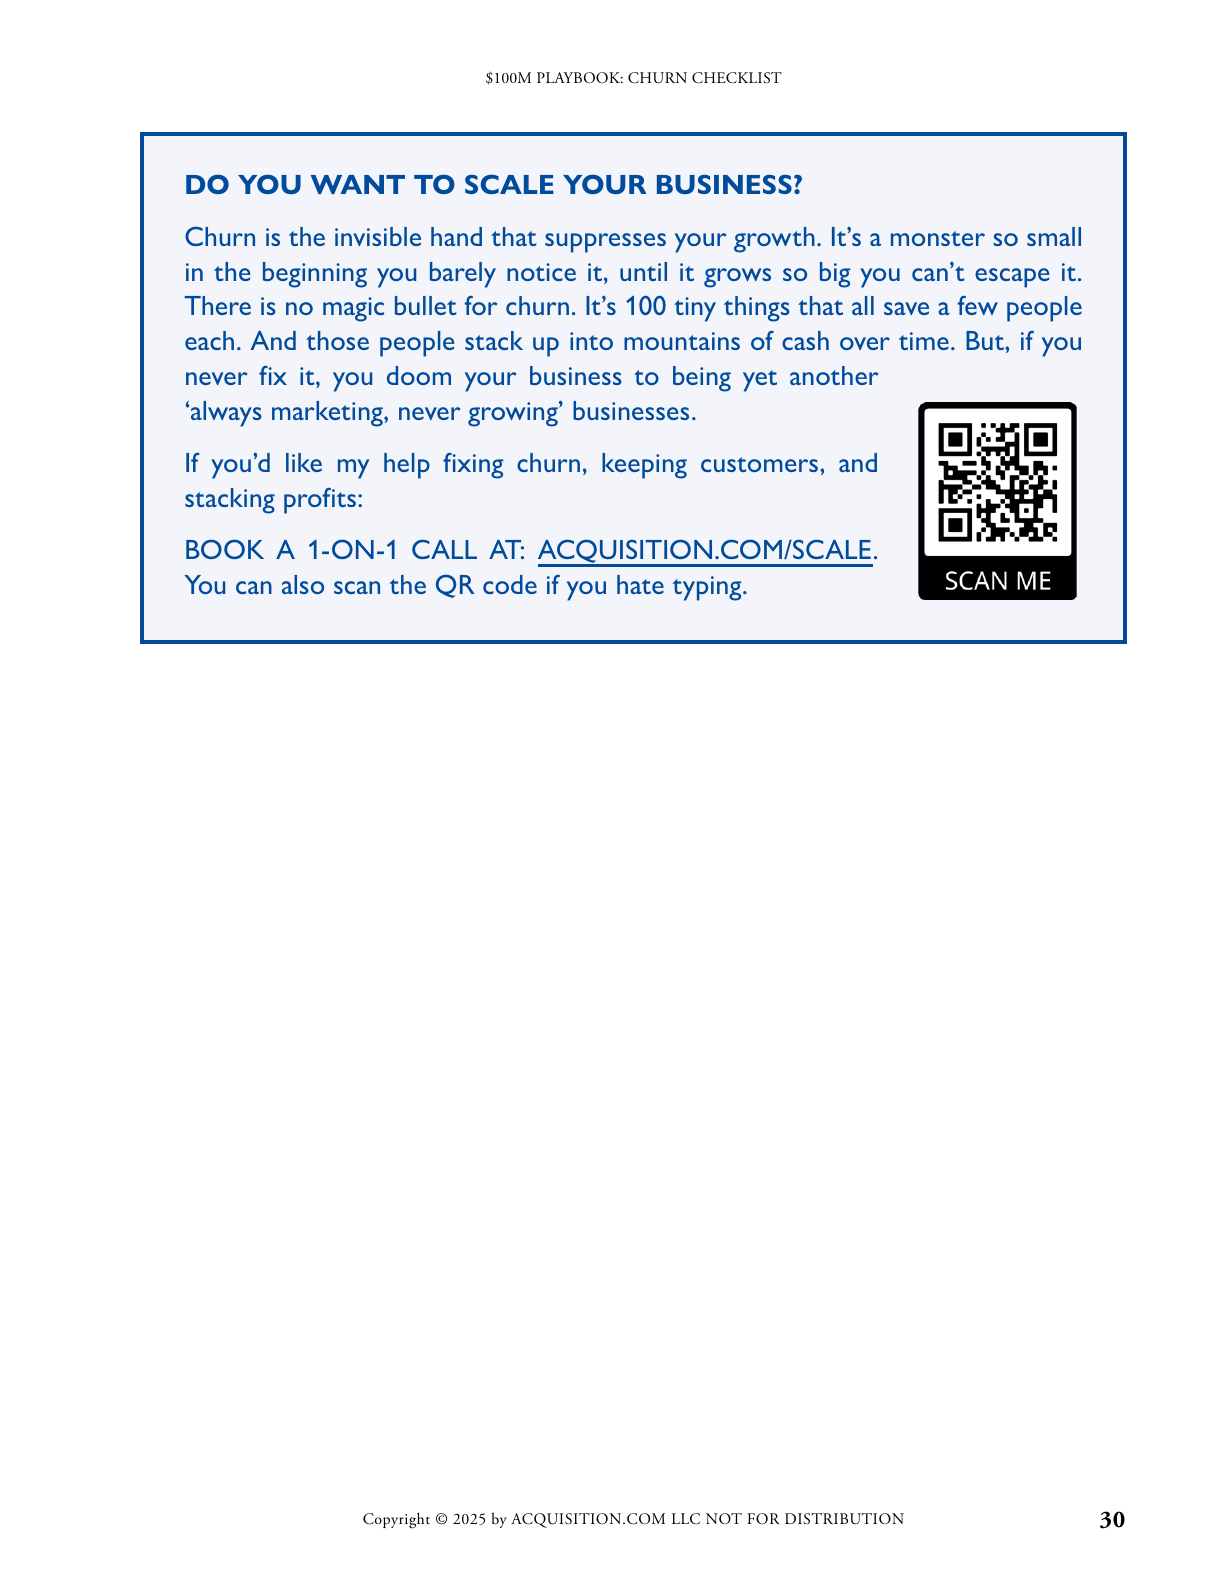 $100M PLAYBOOK: CHURN CHECKLIST
DO YOU WANT TO SCALE YOUR BUSINESS?
Churn is the invisible hand that suppresses your growth. It’s a monster so small
in the beginning you barely notice it, until it grows so big you can’t escape it.
There is no magic bullet for churn. It’s 100 tiny things that all save a few people
each. And those people stack up into mountains of cash over time. But, if you
never fix it, you doom your business to being yet another
‘always marketing, never growing’ businesses.
If you’d like my help fixing churn, keeping customers, and
stacking profits:
BOOK A 1-ON-1 CALL AT: ACQUISITION.COM/SCALE.
You can also scan the QR code if you hate typing.
SCAN ME
Copyright © 2025 by ACQUISITION.COM LLC NOT FOR DISTRIBUTION
30